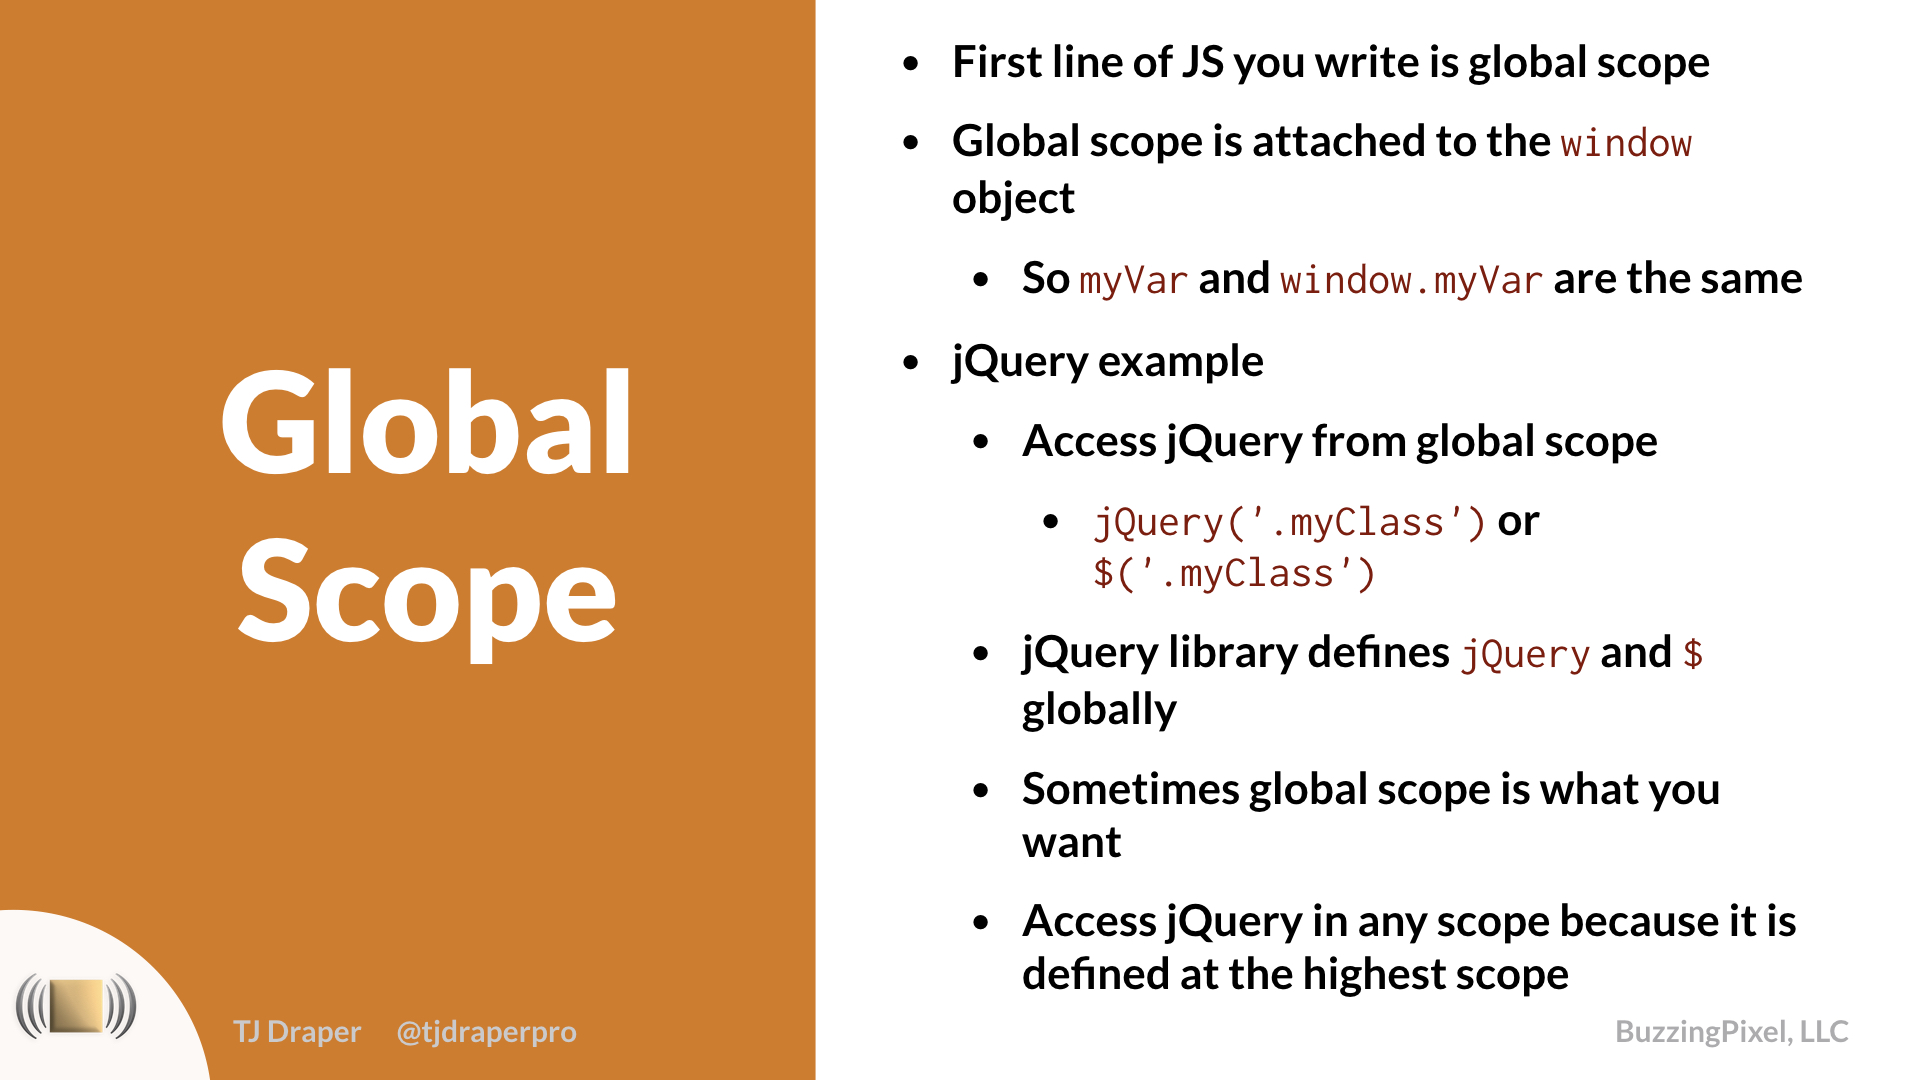 Global
Scope
• First line of JS you write is global scope
• Global scope is attached to the window
object
• So myVar and window.myVar are the same
• jQuery example
• Access jQuery from global scope
• jQuery('.myClass') or
$('.myClass')
• jQuery library defines jQuery and $
globally
• Sometimes global scope is what you
want
• Access jQuery in any scope because it is
defined at the highest scope
TJ Draper @tjdraperpro
BuzzingPixel, LLC